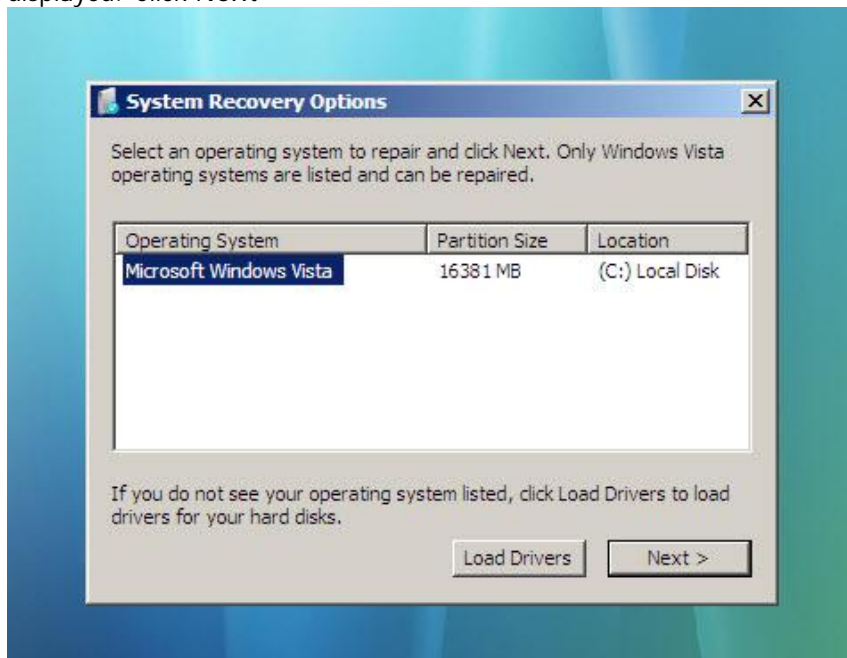 System Recovery Options
Select an operating system to repair and click Next. Only Windows Vista
operating systems are listed and can be repaired.
Operating System Partition Size Location
Microsoft Windows Vista 16381 MB (C:) Local Disk
If you do not see your operating system listed, click Load Drivers to load
drivers for your hard disks.
Load Drivers Next >